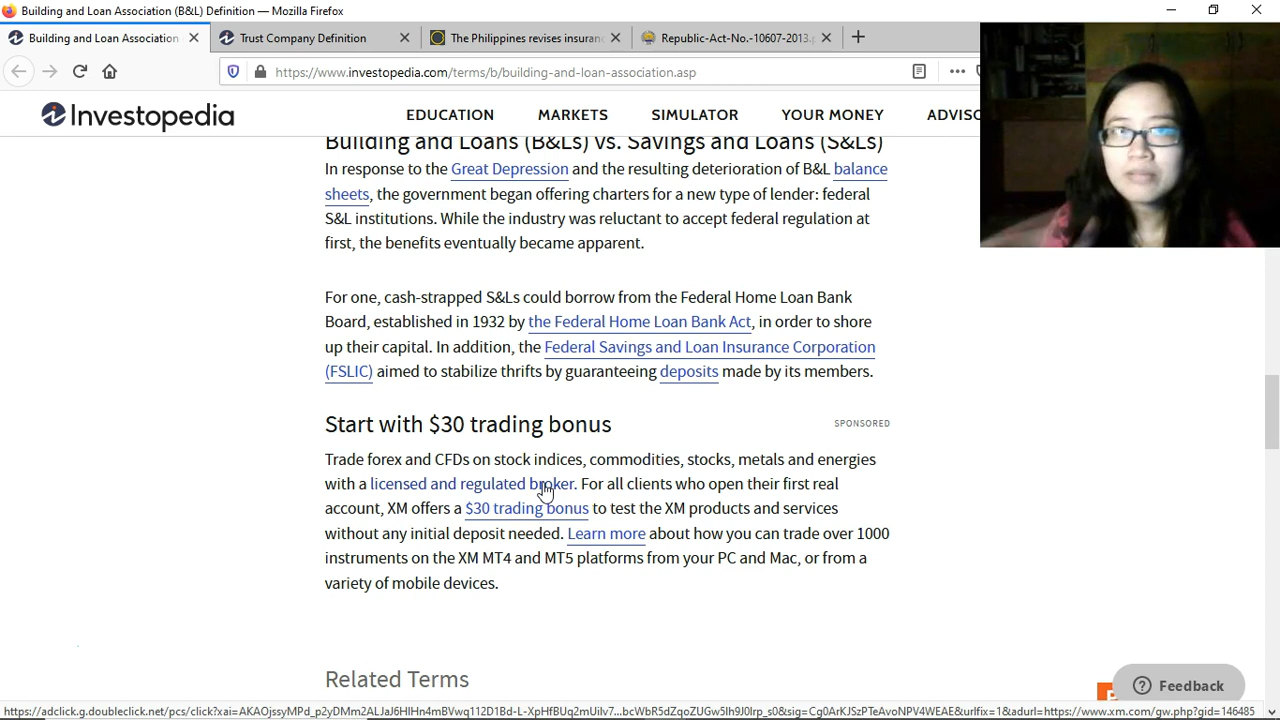 Building and Loan Association (B&L) Definition — Mozilla Firefox
Building and Loan Association
Trust Company Definition
The Philippines revises insuran
Republic-Act-No.-10607-2013.p
https://www.investopedia.com/terms/b/building-and-loan-association.asp
Investopedia
EDUCATION MARKETS SIMULATOR YOUR MONEY ADVISO
Building and Loans (B&Ls) vs. Savings and Loans (S&Ls)
In response to the Great Depression and the resulting deterioration of B&L balance
sheets, the government began offering charters for a new type of lender: federal
S&L institutions. While the industry was reluctant to accept federal regulation at
first, the benefits eventually became apparent.
For one, cash-strapped S&Ls could borrow from the Federal Home Loan Bank
Board, established in 1932 by the Federal Home Loan Bank Act, in order to shore
up their capital. In addition, the Federal Savings and Loan Insurance Corporation
(FSLIC) aimed to stabilize thrifts by guaranteeing deposits made by its members.
Start with $30 trading bonus
SPONSORED
Trade forex and CFDs on stock indices, commodities, stocks, metals and energies
with a licensed and regulated broker. For all clients who open their first real
account, XM offers a $30 trading bonus to test the XM products and services
without any initial deposit needed. Learn more about how you can trade over 1000
instruments on the XM MT4 and MT5 platforms from your PC and Mac, or from a
variety of mobile devices.
Related Terms
Feedback